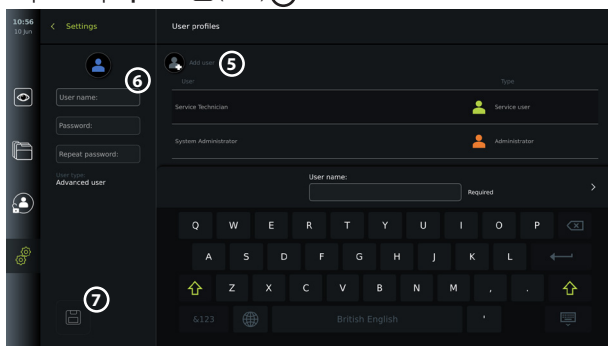 10:56
10 Jun
Settings
User profiles
5
Add user
6
User
Type
User name:
Service Technician
Service user
Password:
System Administrator
Administrator
Repeat password:
User type
Advanced user
User name:
Required
Q W E R T Y U I O P
A S D F G H J K L
Z X C V B N M , .
7
&123
British English
'